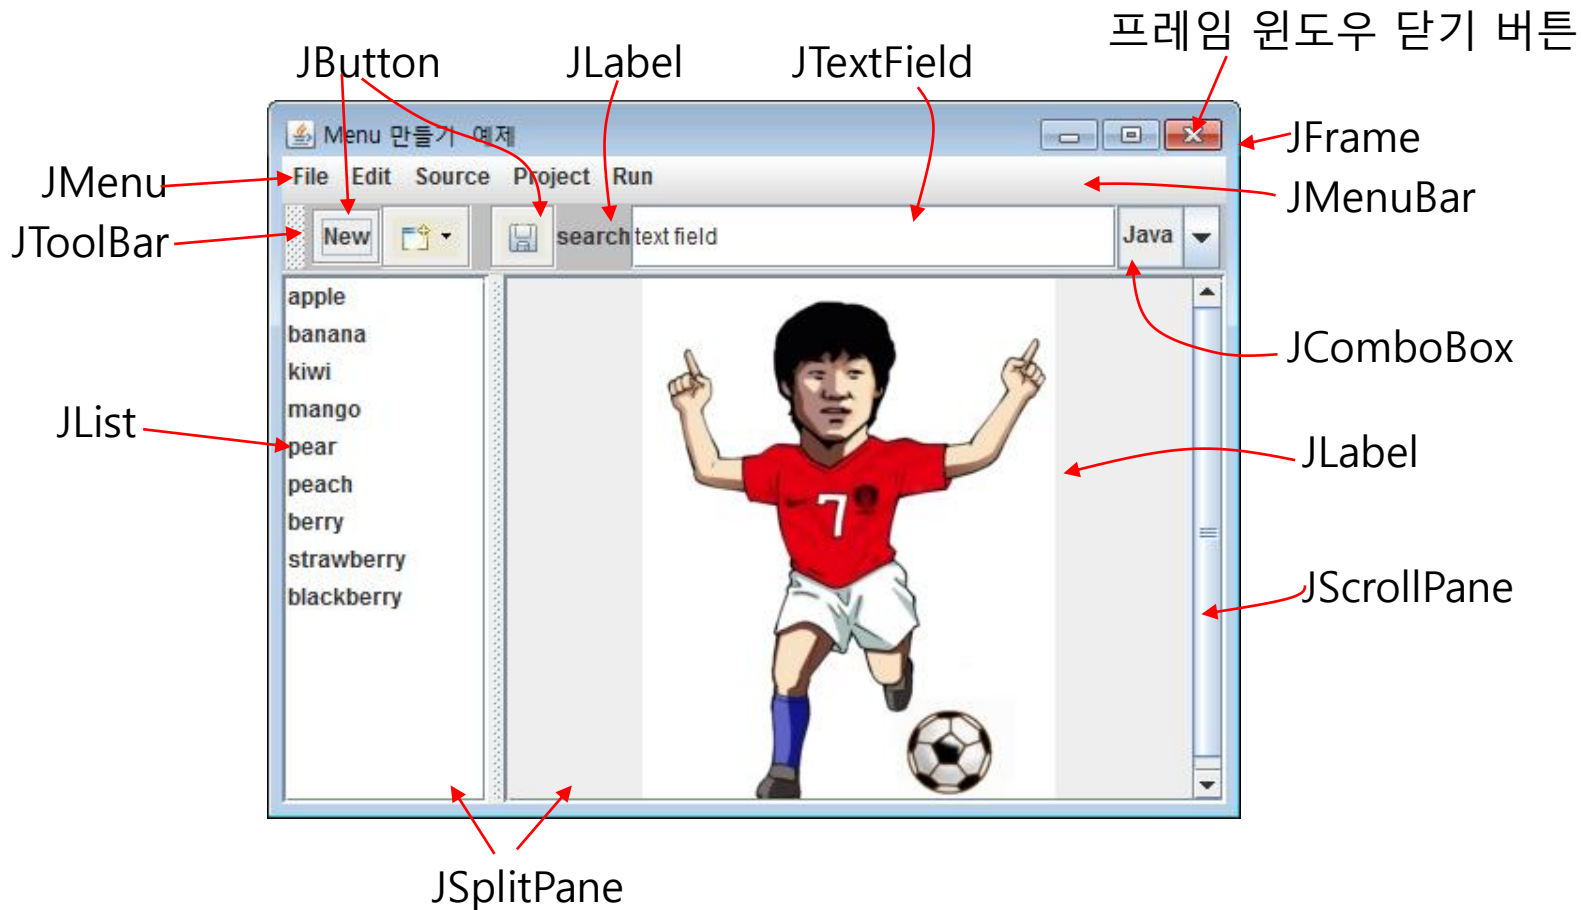 프레임 윈도우 닫기 버튼
JButton
JLabel
JTextField
Menu 만들기 예제
JFrame
JMenu
File Edit Source Project Run
JMenuBar
JToolBar
New
search
text field
Java
apple
banana
kiwi
mango
pear
peach
berry
strawberry
blackberry
JComboBox
JList
7
JLabel
JScrollPane
JSplitPane